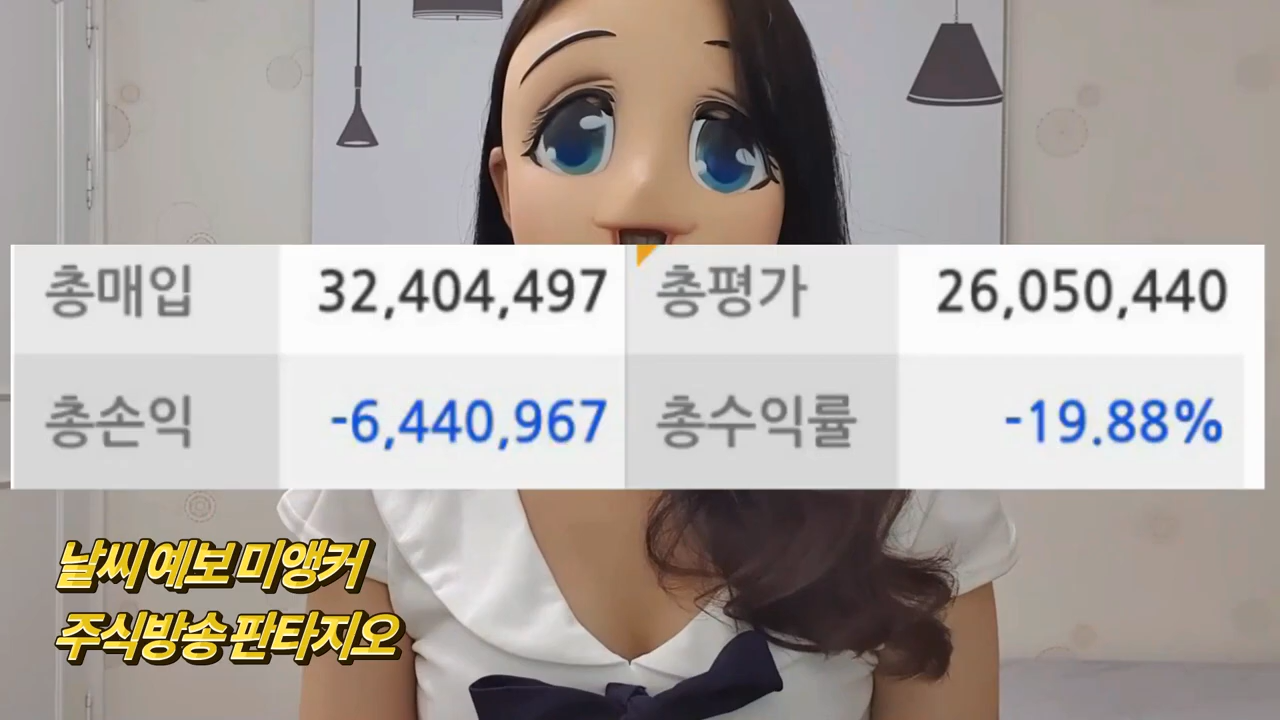 총매입 32,404,497 총평가 26,050,440
총손익 -6,440,967 총수익률 -19.88%
날씨 예보 미앵커
주식방송 판타지오